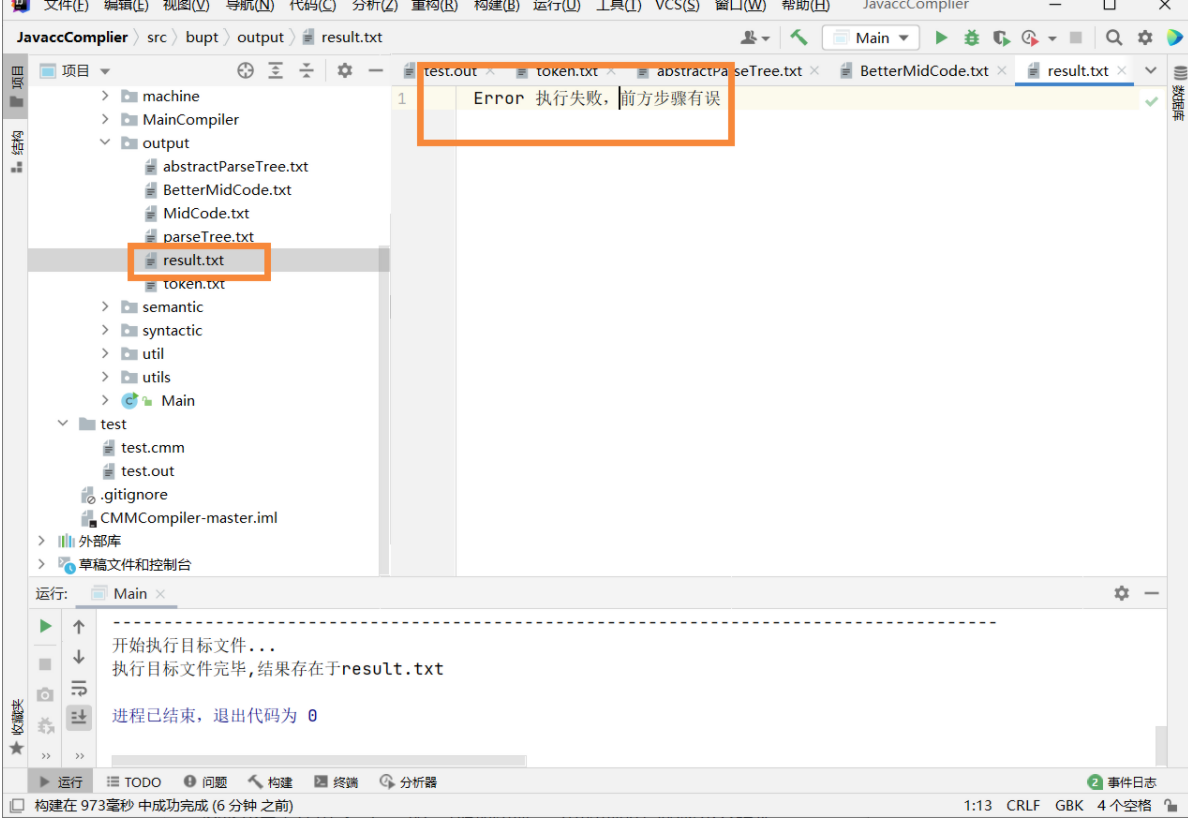 文件(F) 编辑(E) 视图(V) 导航(N) 代码(C) 分析(Z) 重构(R) 构建(B) 运行(U) 工具(T) VCS(S) 窗口(W) 帮助(H) JavaccComplier
JavaccComplier 〉 src 〉 bupt 〉 output 〉 result.txt
Main
项目
项目
test.out
token.txt
abstractParseTree.txt
BetterMidCode.txt
result.txt
数据库
结构
1
Error 执行失败，前方步骤有误
machine
MainCompiler
output
abstractParseTree.txt
BetterMidCode.txt
MidCode.txt
parseTree.txt
result.txt
token.txt
semantic
syntactic
util
utils
Main
test
test.cmm
test.out
.gitignore
CMMCompiler-master.iml
外部库
草稿文件和控制台
运行: Main
--------------------------------------------------------------------------------------
开始执行目标文件...
执行目标文件完毕,结果存在于result.txt
进程已结束，退出代码为 0
收藏夹
运行 TODO 问题 构建 终端 分析器
2 事件日志
构建在 973毫秒 中成功完成 (6 分钟 之前)
1:13 CRLF GBK 4个空格